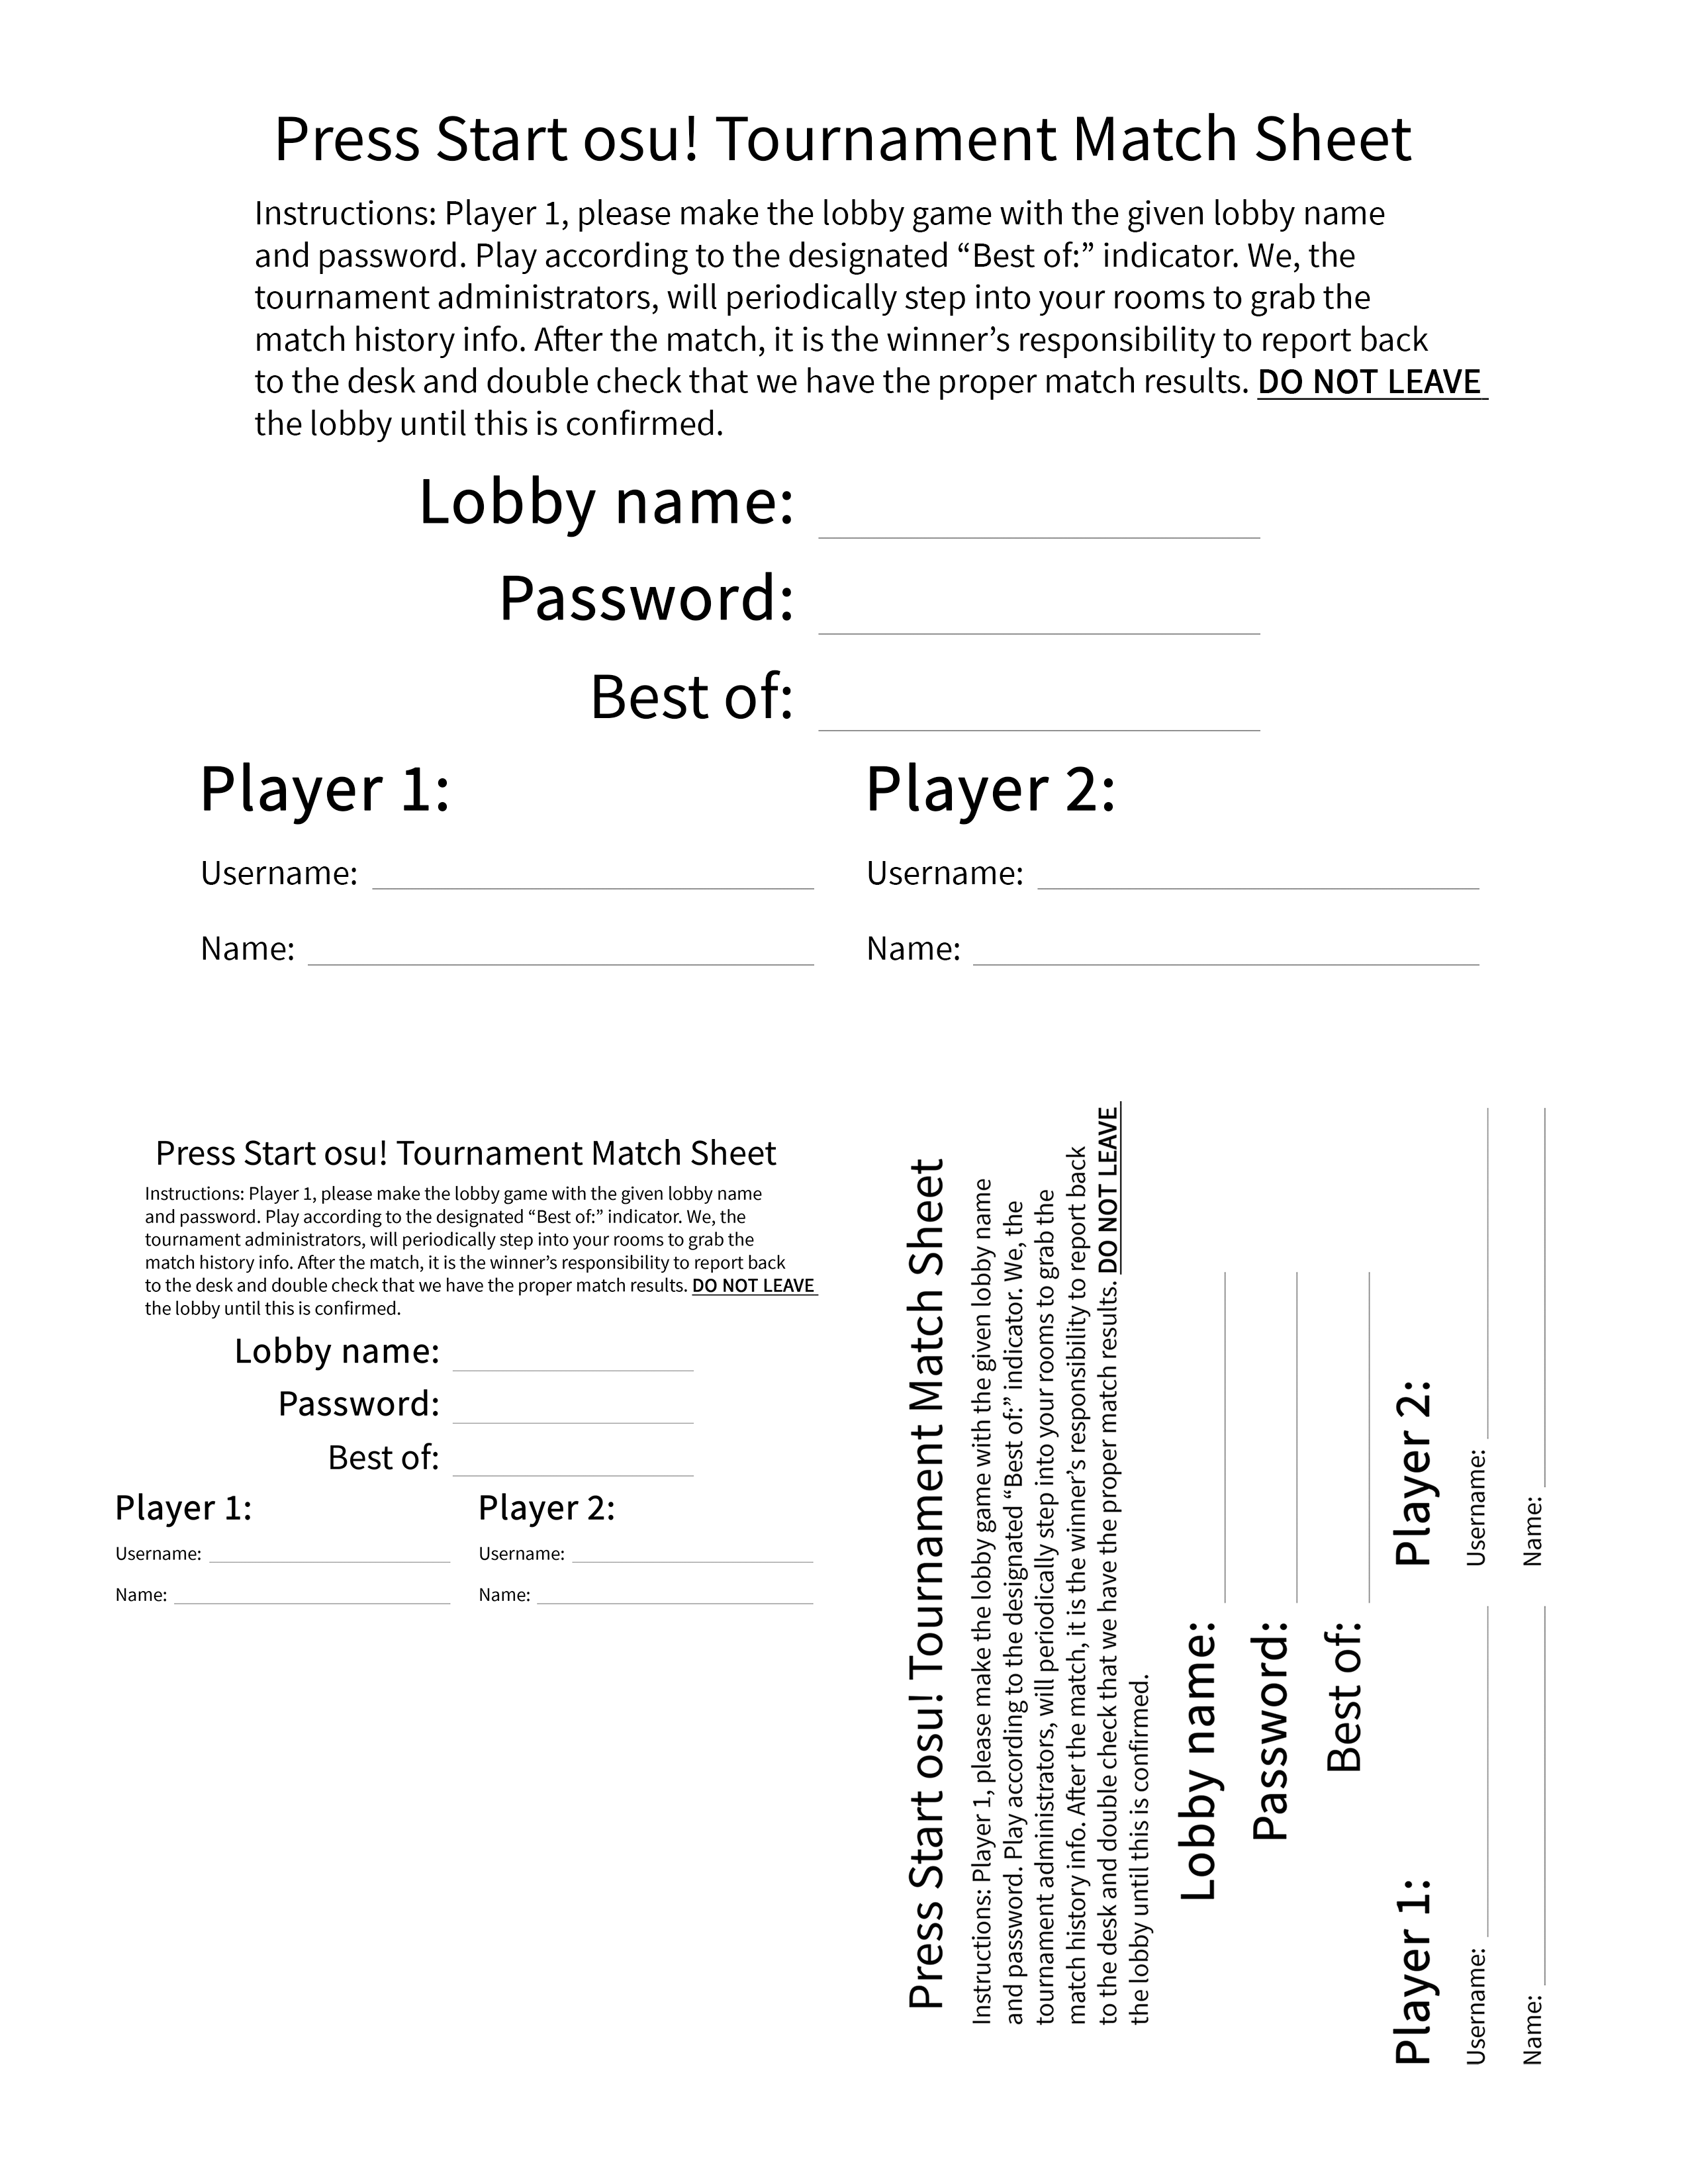 Press Start osu! Tournament Match Sheet
Instructions: Player 1, please make the lobby game with the given lobby name
and password. Play according to the designated “Best of:” indicator. We, the
tournament administrators, will periodically step into your rooms to grab the
match history info. After the match, it is the winner’s responsibility to report back
to the desk and double check that we have the proper match results. DO NOT LEAVE
the lobby until this is confirmed.
Lobby name:
Password:
Best of:
Player 1:
Username:
Name:
Player 2:
Username:
Name:
Press Start osu! Tournament Match Sheet
Instructions: Player 1, please make the lobby game with the given lobby name
and password. Play according to the designated “Best of:” indicator. We, the
tournament administrators, will periodically step into your rooms to grab the
match history info. After the match, it is the winner’s responsibility to report back
to the desk and double check that we have the proper match results. DO NOT LEAVE
the lobby until this is confirmed.
Lobby name:
Password:
Best of:
Player 1:
Username:
Name:
Player 2:
Username:
Name:
Press Start osu! Tournament Match Sheet
Instructions: Player 1, please make the lobby game with the given lobby name
and password. Play according to the designated “Best of:” indicator. We, the
tournament administrators, will periodically step into your rooms to grab the
match history info. After the match, it is the winner’s responsibility to report back
to the desk and double check that we have the proper match results. DO NOT LEAVE
the lobby until this is confirmed.
Lobby name:
Password:
Best of:
Player 1:
Username:
Name:
Player 2:
Username:
Name: